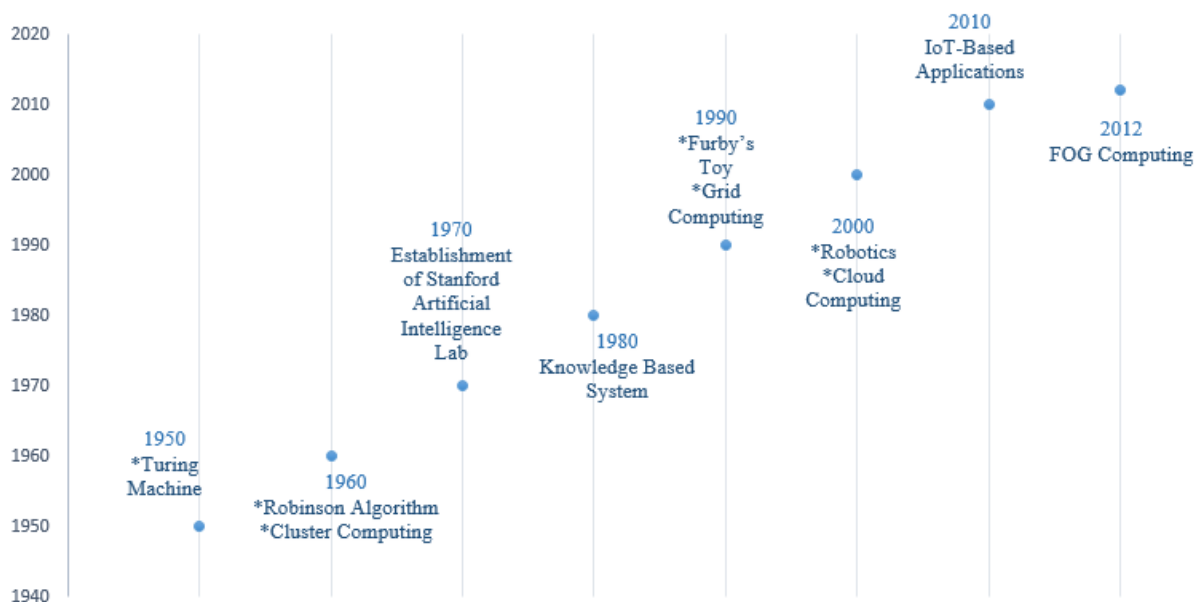 2020
2010
2000
1990
1980
1970
1960
1950
1940
1950
*Turing
Machine
1960
*Robinson Algorithm
*Cluster Computing
1970
Establishment
of Stanford
Artificial
Intelligence
Lab
1980
Knowledge Based
System
1990
*Furby’s
Toy
*Grid
Computing
2000
*Robotics
*Cloud
Computing
2010
IoT-Based
Applications
2012
FOG Computing